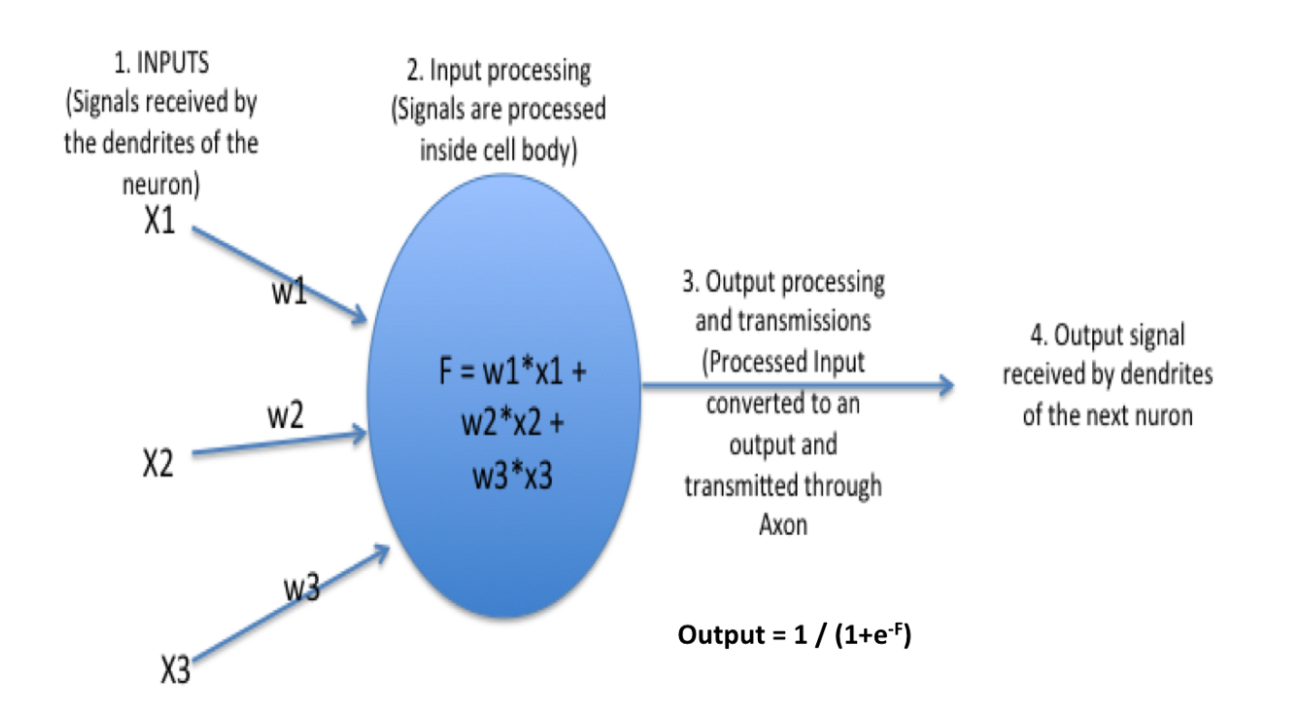 1. INPUTS
(Signals received by
the dendrites of the
neuron)
X1
w1
X2
w2
X3
w3
2. Input processing
(Signals are processed
inside cell body)
F = w1*x1 +
w2*x2 +
w3*x3
3. Output processing
and transmissions
(Processed Input
converted to an
output and
transmitted through
Axon
Output = 1 / (1+e⁻ᶠ)
4. Output signal
received by dendrites
of the next nuron